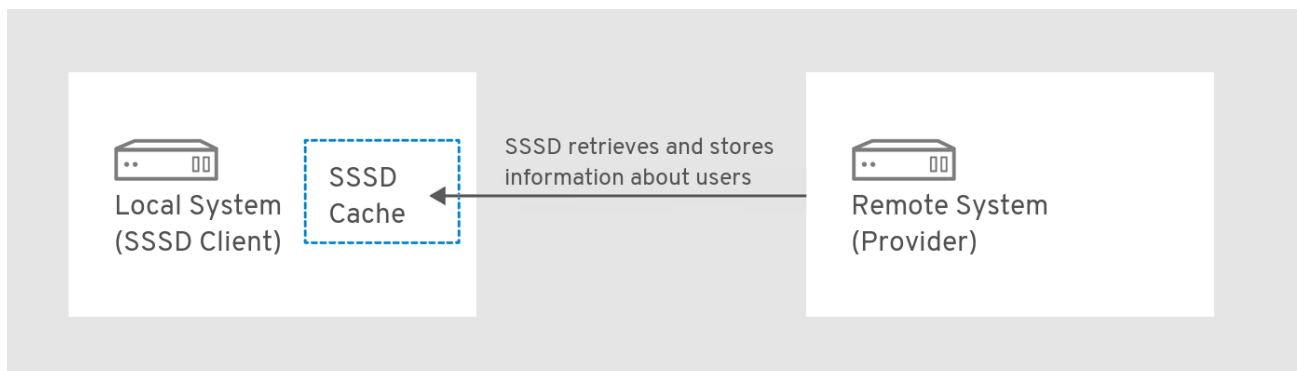 Local System
(SSSD Client)
SSSD
Cache
SSSD retrieves and stores
information about users
Remote System
(Provider)